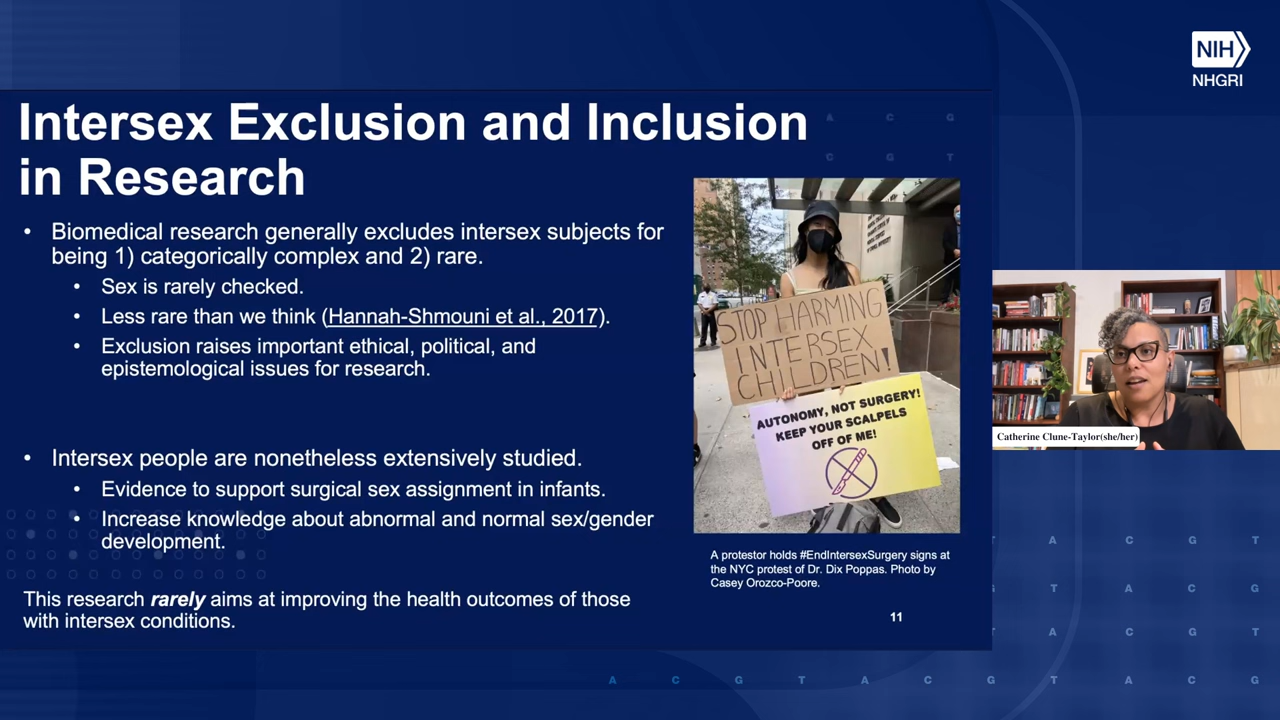 NIH
NHGRI
Intersex Exclusion and Inclusion
in Research
• Biomedical research generally excludes intersex subjects for
being 1) categorically complex and 2) rare.
• Sex is rarely checked.
• Less rare than we think (Hannah-Shmouni et al., 2017).
• Exclusion raises important ethical, political, and
epistemological issues for research.
• Intersex people are nonetheless extensively studied.
• Evidence to support surgical sex assignment in infants.
• Increase knowledge about abnormal and normal sex/gender
development.
This research rarely aims at improving the health outcomes of those
with intersex conditions.
STOP HARMING
INTERSEX
CHILDREN!
AUTONOMY, NOT SURGERY!
KEEP YOUR SCALPELS
OFF OF ME!
A protestor holds #EndIntersexSurgery signs at
the NYC protest of Dr. Dix Poppas. Photo by
Casey Orozco-Poore.
11
Catherine Clune-Taylor(she/her)
A C G
C G T
T A C G T
A C G T A C G
T A C G T
A C G T A C G T A C G